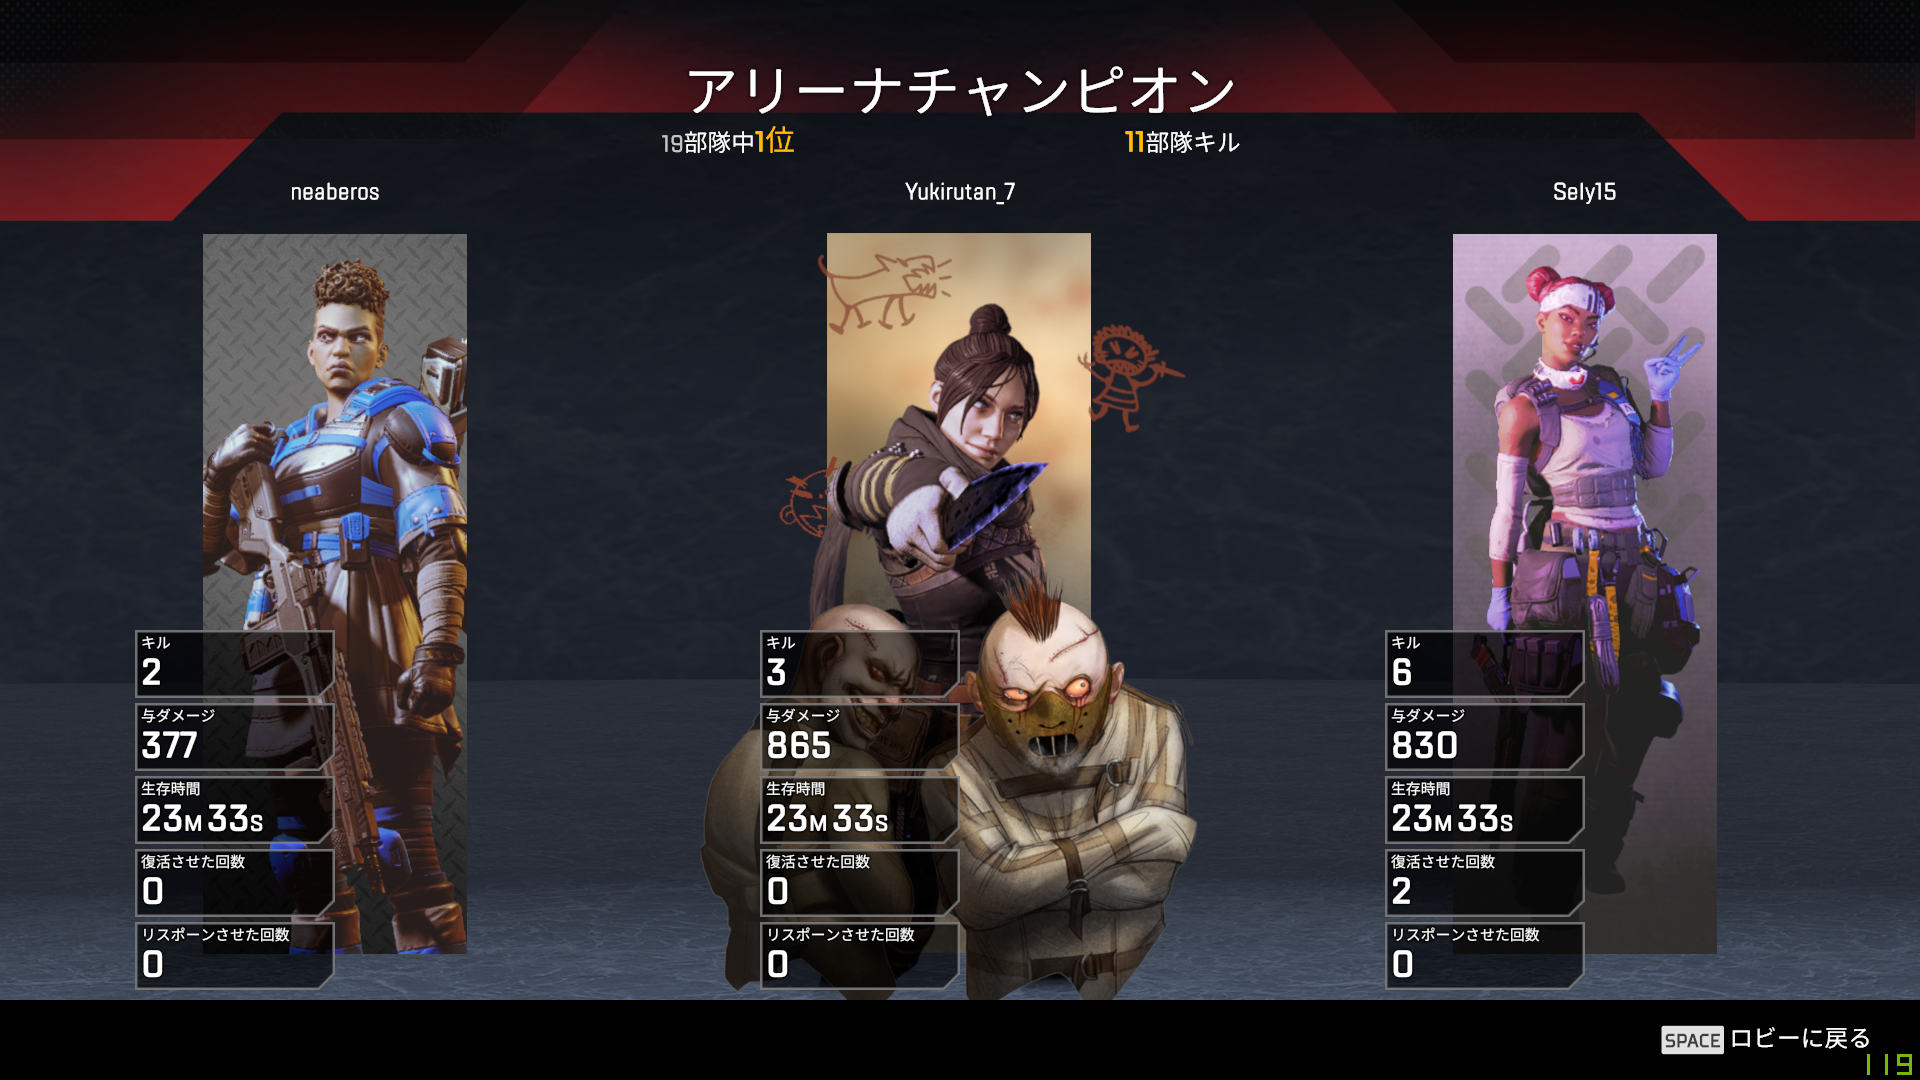 アリーナチャンピオン
19部隊中1位
11部隊キル
neaberos
Yukirutan_7
Sely15
キル
2
与ダメージ
377
生存時間
23M 33S
復活させた回数
0
リスポーンさせた回数
0
キル
3
与ダメージ
865
生存時間
23M 33S
復活させた回数
0
リスポーンさせた回数
0
キル
6
与ダメージ
830
生存時間
23M 33S
復活させた回数
2
リスポーンさせた回数
0
SPACE ロビーに戻る
119